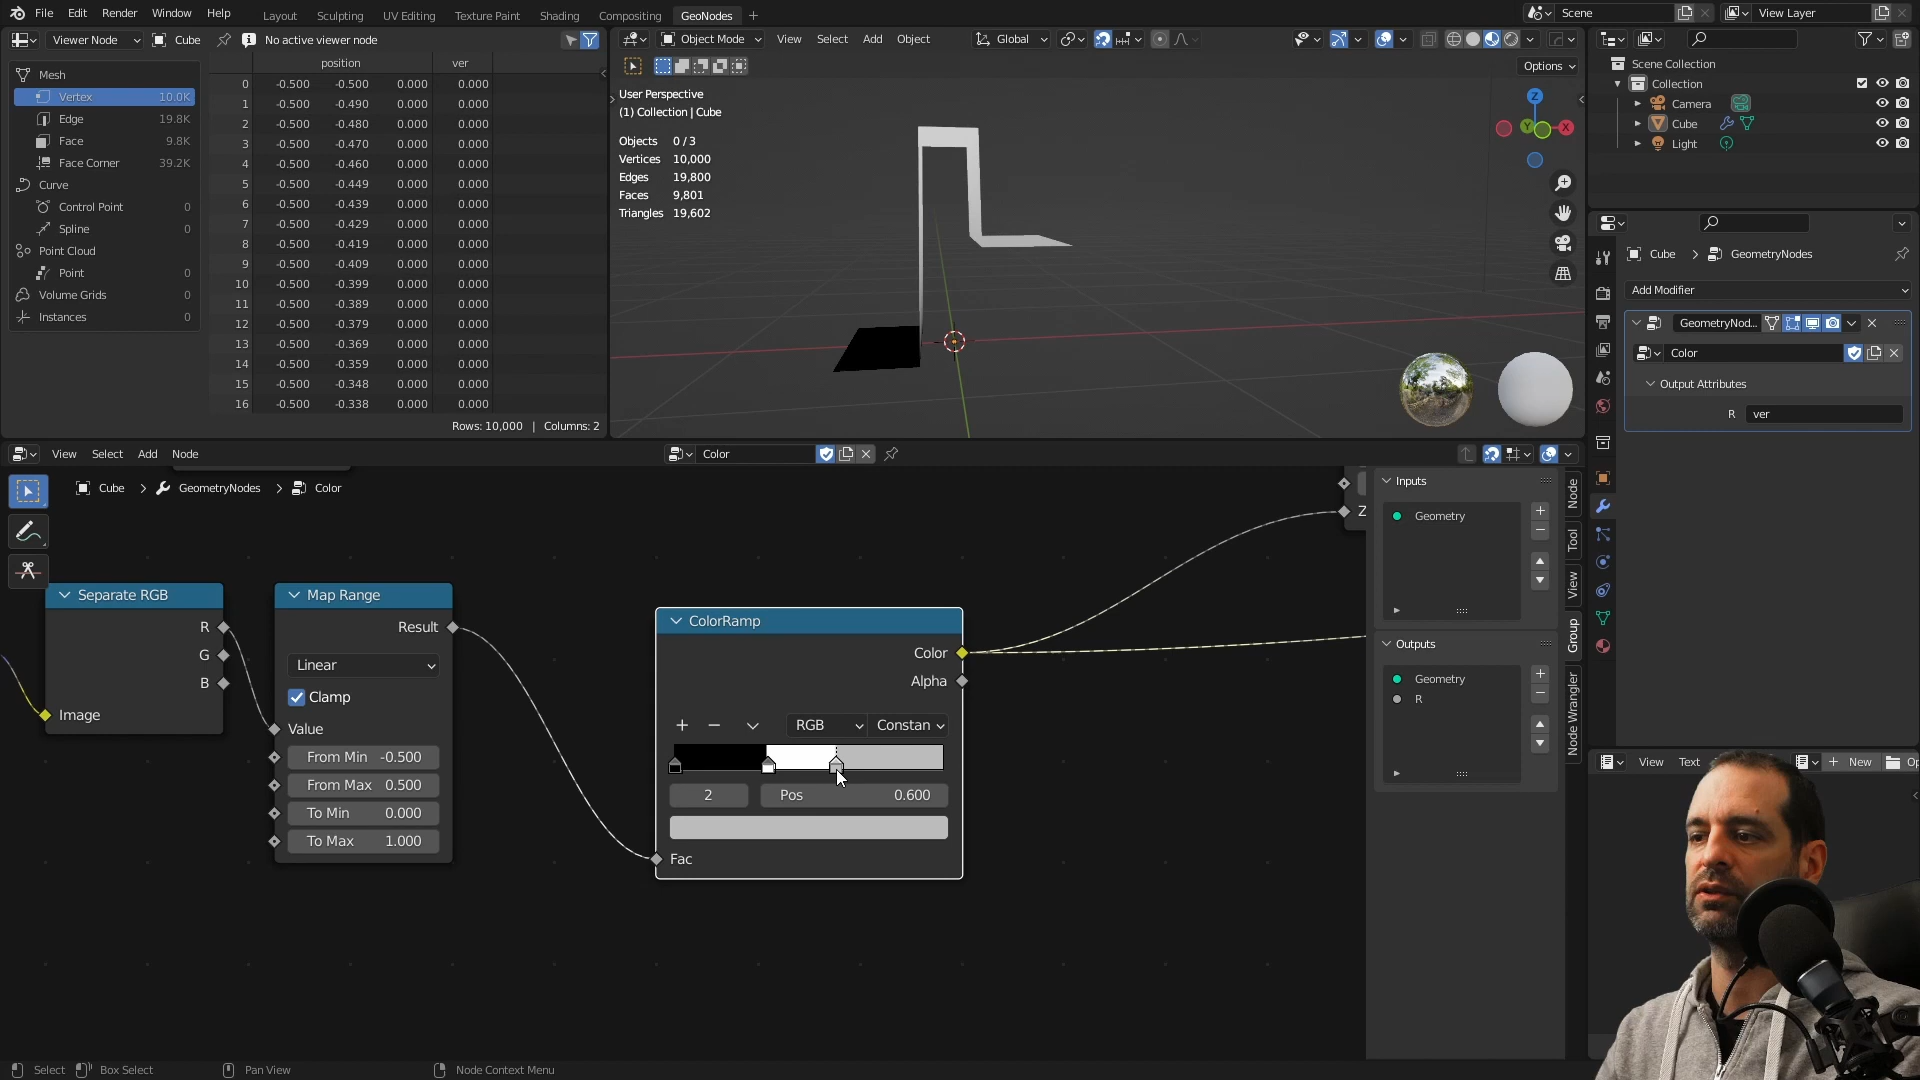 File Edit Render Window Help Layout Sculpting UV Editing Texture Paint Shading Compositing GeoNodes Scene View Layer
Viewer Node Cube No active viewer node
Object Mode View Select Add Object Global
Options
Mesh
Vertex 10.0K
Edge 19.8K
Face 9.8K
Face Corner 39.2K
Curve
Control Point 0
Spline 0
Point Cloud
Point 0
Volume Grids 0
Instances 0
position ver
0 -0.500 -0.500 0.000 0.000
1 -0.500 -0.490 0.000 0.000
2 -0.500 -0.480 0.000 0.000
3 -0.500 -0.470 0.000 0.000
4 -0.500 -0.460 0.000 0.000
5 -0.500 -0.449 0.000 0.000
6 -0.500 -0.439 0.000 0.000
7 -0.500 -0.429 0.000 0.000
8 -0.500 -0.419 0.000 0.000
9 -0.500 -0.409 0.000 0.000
10 -0.500 -0.399 0.000 0.000
11 -0.500 -0.389 0.000 0.000
12 -0.500 -0.379 0.000 0.000
13 -0.500 -0.369 0.000 0.000
14 -0.500 -0.359 0.000 0.000
15 -0.500 -0.348 0.000 0.000
16 -0.500 -0.338 0.000 0.000
Rows: 10,000 | Columns: 2
User Perspective
(1) Collection | Cube
Objects 0 / 3
Vertices 10,000
Edges 19,800
Faces 9,801
Triangles 19,602
Z
Y X
Scene Collection
Collection
Camera
Cube
Light
Cube GeometryNodes
Add Modifier
GeometryNod...
Color
Output Attributes
R ver
View Select Add Node Color
Cube GeometryNodes Color
Separate RGB
R
G
B
Image
Map Range
Result
Linear
Clamp
Value
From Min -0.500
From Max 0.500
To Min 0.000
To Max 1.000
ColorRamp
Color
Alpha
RGB Constan
2 Pos 0.600
Fac
Z
Inputs
Geometry
Outputs
Geometry
R
Node
Tool
View
Group
Node Wrangler
View Text New Op
Select Box Select Pan View Node Context Menu